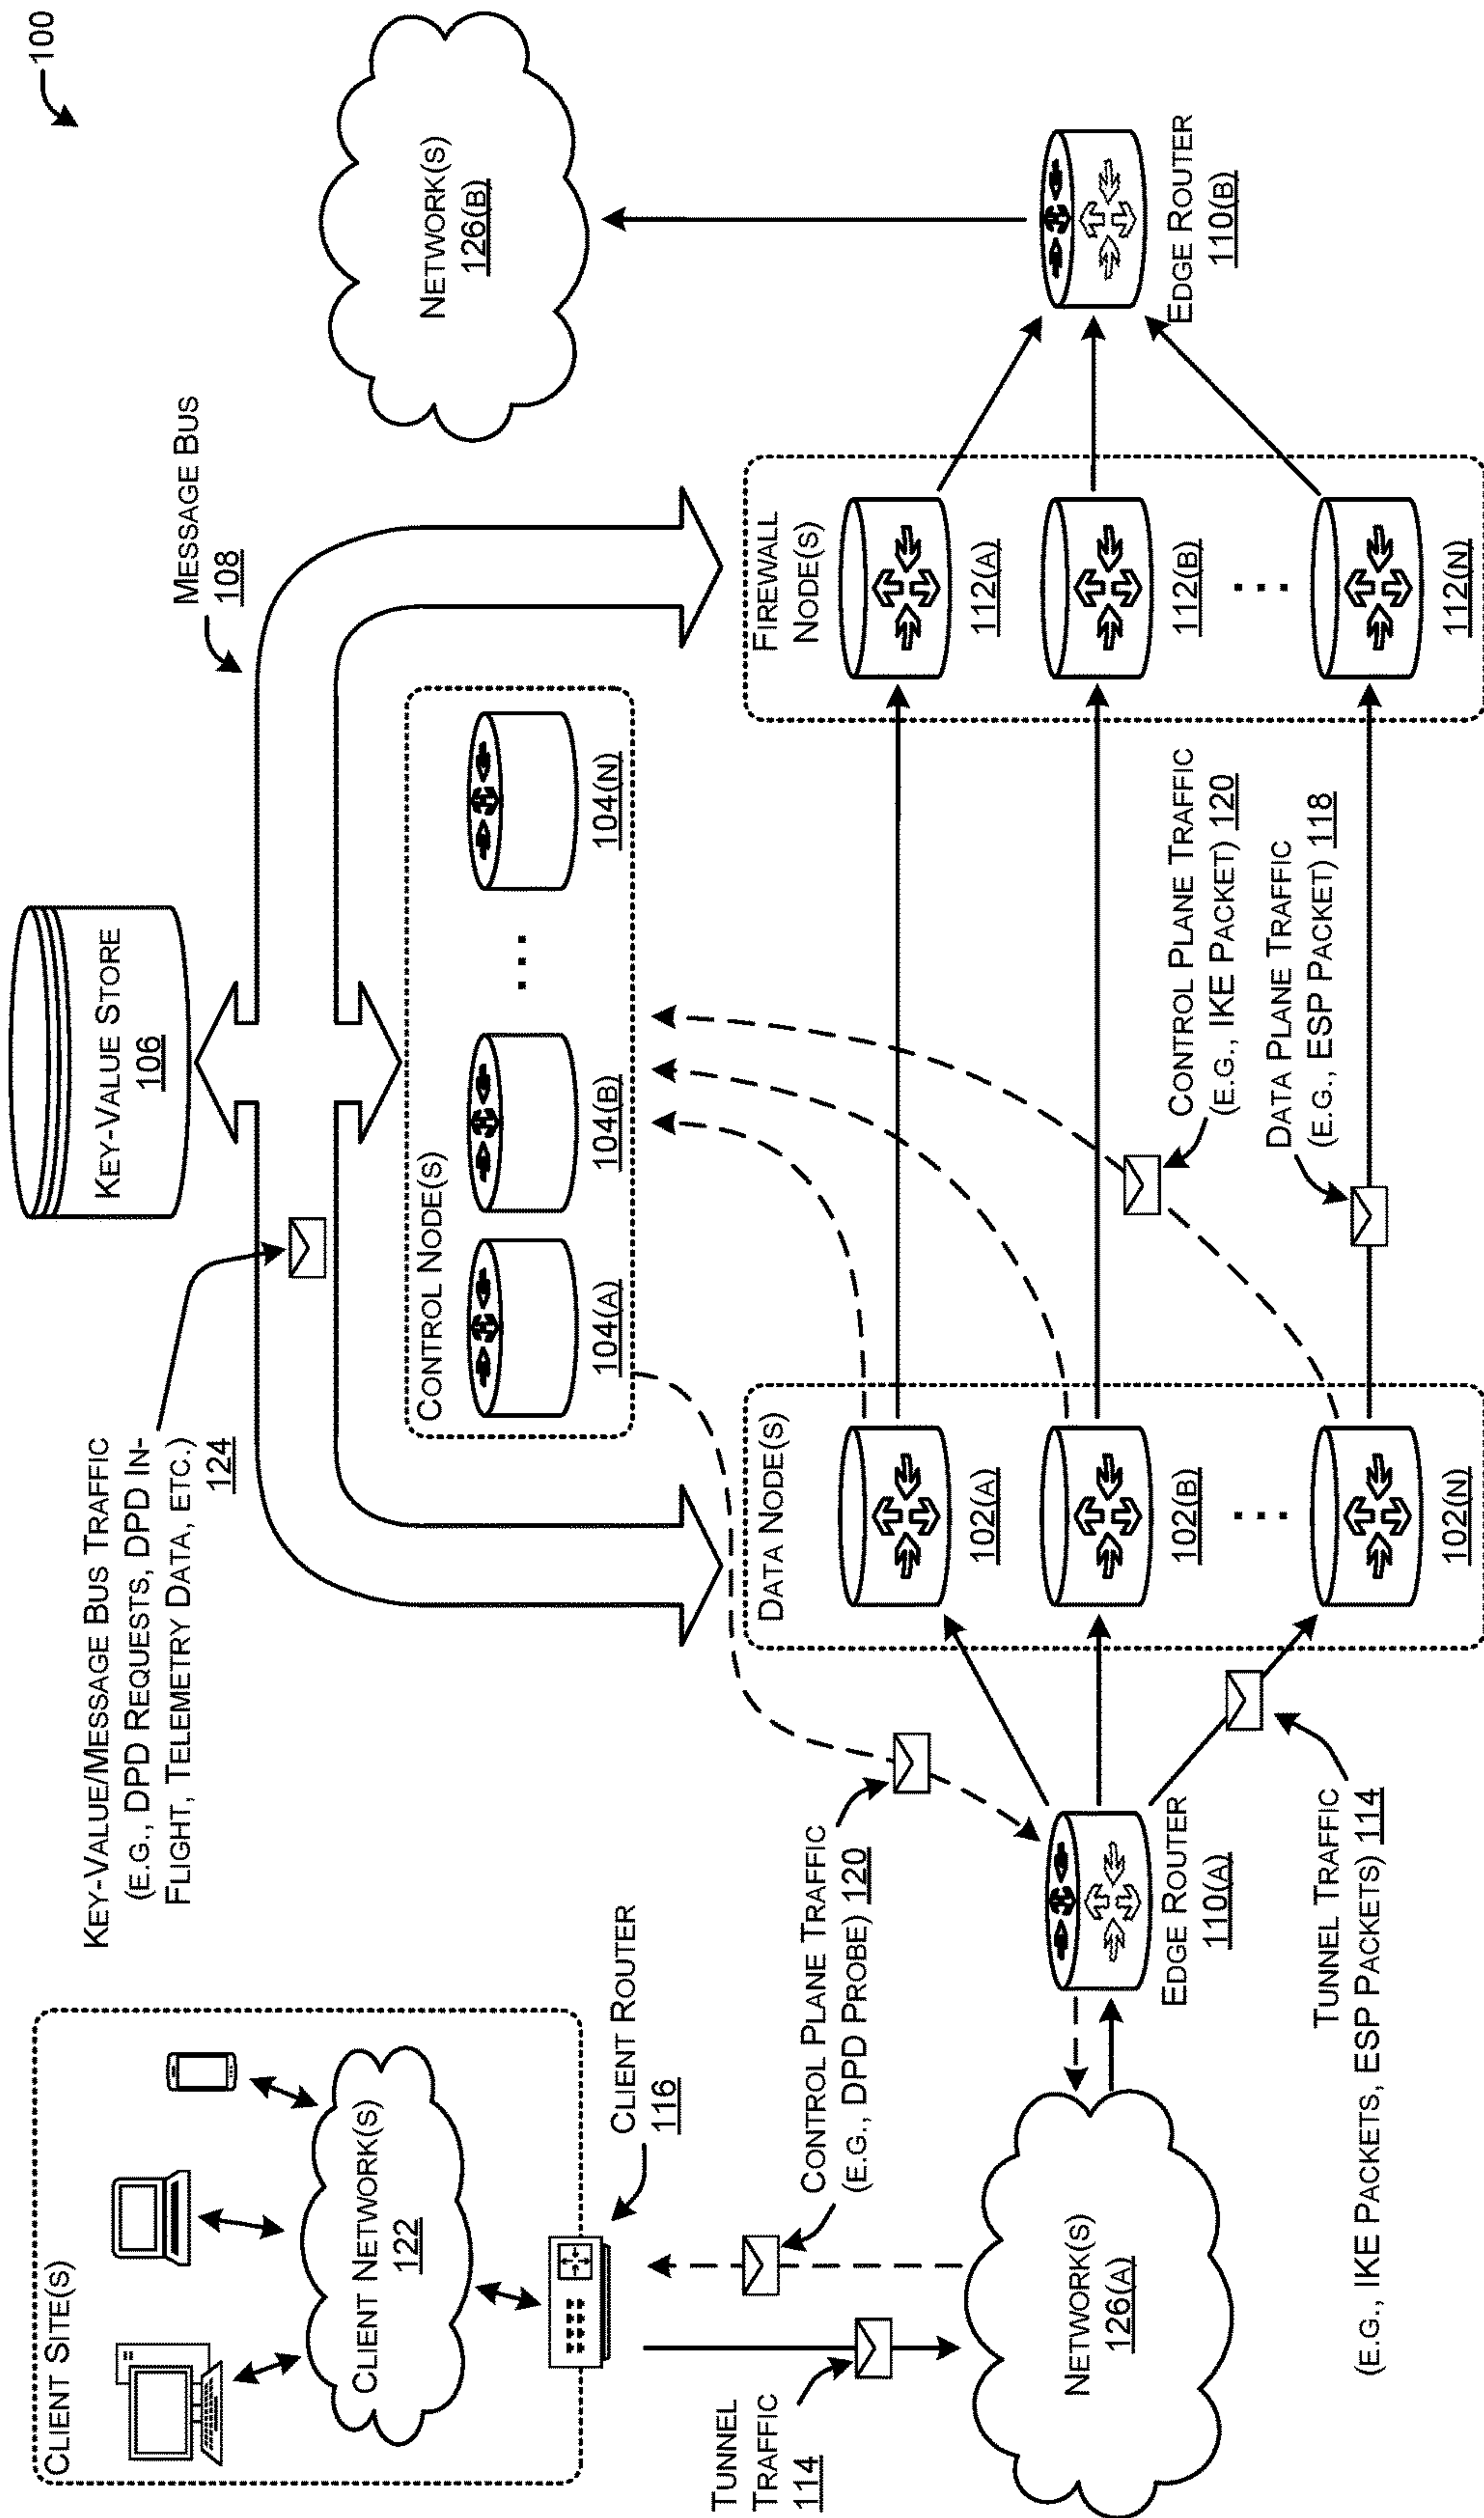 100
CLIENT SITE(S)
CLIENT NETWORK(S)
122
CLIENT ROUTER
116
KEY-VALUE/MESSAGE BUS TRAFFIC
(E.G., DPD REQUESTS, DPD IN-
FLIGHT, TELEMETRY DATA, ETC.)
124
KEY-VALUE STORE
106
MESSAGE BUS
108
NETWORK(S)
126(B)
CONTROL NODE(S)
104(A)
104(B)
...
104(N)
TUNNEL
TRAFFIC
114
CONTROL PLANE TRAFFIC
(E.G., DPD PROBE) 120
NETWORK(S)
126(A)
EDGE ROUTER
110(A)
TUNNEL TRAFFIC
(E.G., IKE PACKETS, ESP PACKETS) 114
DATA NODE(S)
102(A)
102(B)
...
102(N)
CONTROL PLANE TRAFFIC
(E.G., IKE PACKET) 120
DATA PLANE TRAFFIC
(E.G., ESP PACKET) 118
FIREWALL
NODE(S)
112(A)
112(B)
...
112(N)
EDGE ROUTER
110(B)